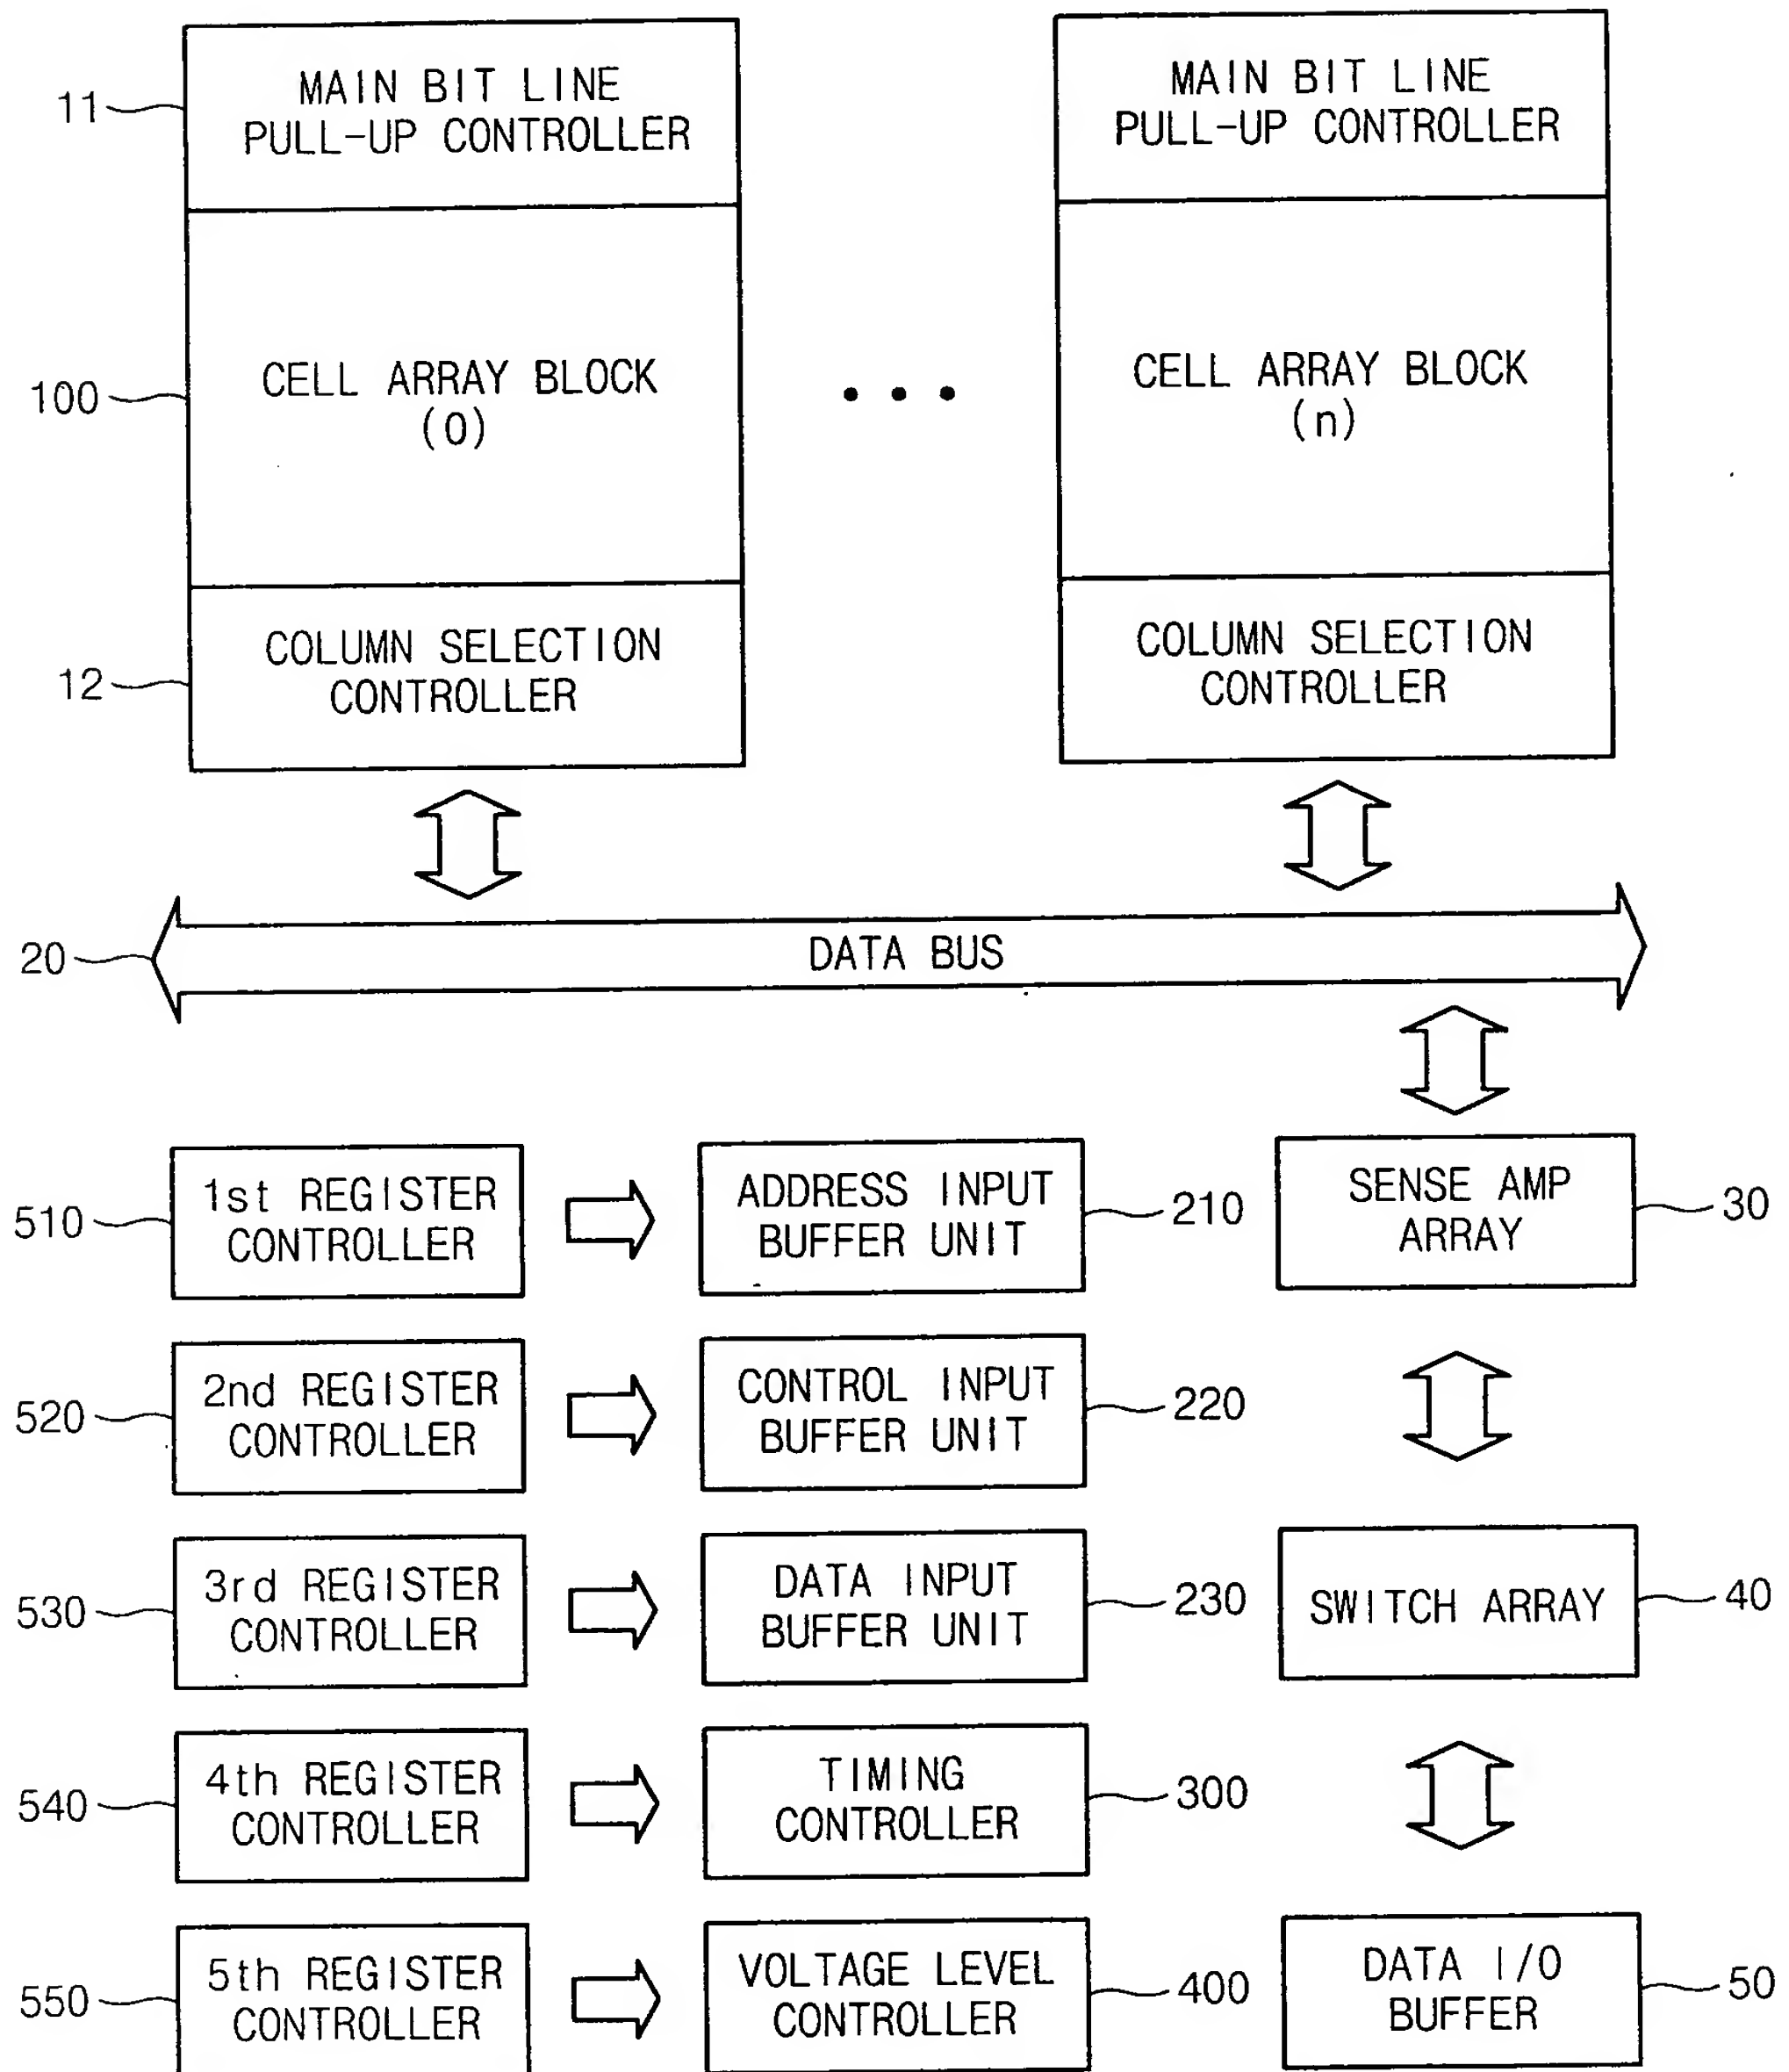 MAIN BIT LINE
PULL-UP CONTROLLER
11
CELL ARRAY BLOCK
(0)
100
COLUMN SELECTION
CONTROLLER
12
MAIN BIT LINE
PULL-UP CONTROLLER
CELL ARRAY BLOCK
(n)
COLUMN SELECTION
CONTROLLER
20
DATA BUS
510
1st REGISTER
CONTROLLER
ADDRESS INPUT
BUFFER UNIT
210
SENSE AMP
ARRAY
30
520
2nd REGISTER
CONTROLLER
CONTROL INPUT
BUFFER UNIT
220
530
3rd REGISTER
CONTROLLER
DATA INPUT
BUFFER UNIT
230
SWITCH ARRAY
40
540
4th REGISTER
CONTROLLER
TIMING
CONTROLLER
300
550
5th REGISTER
CONTROLLER
VOLTAGE LEVEL
CONTROLLER
400
DATA I/O
BUFFER
50